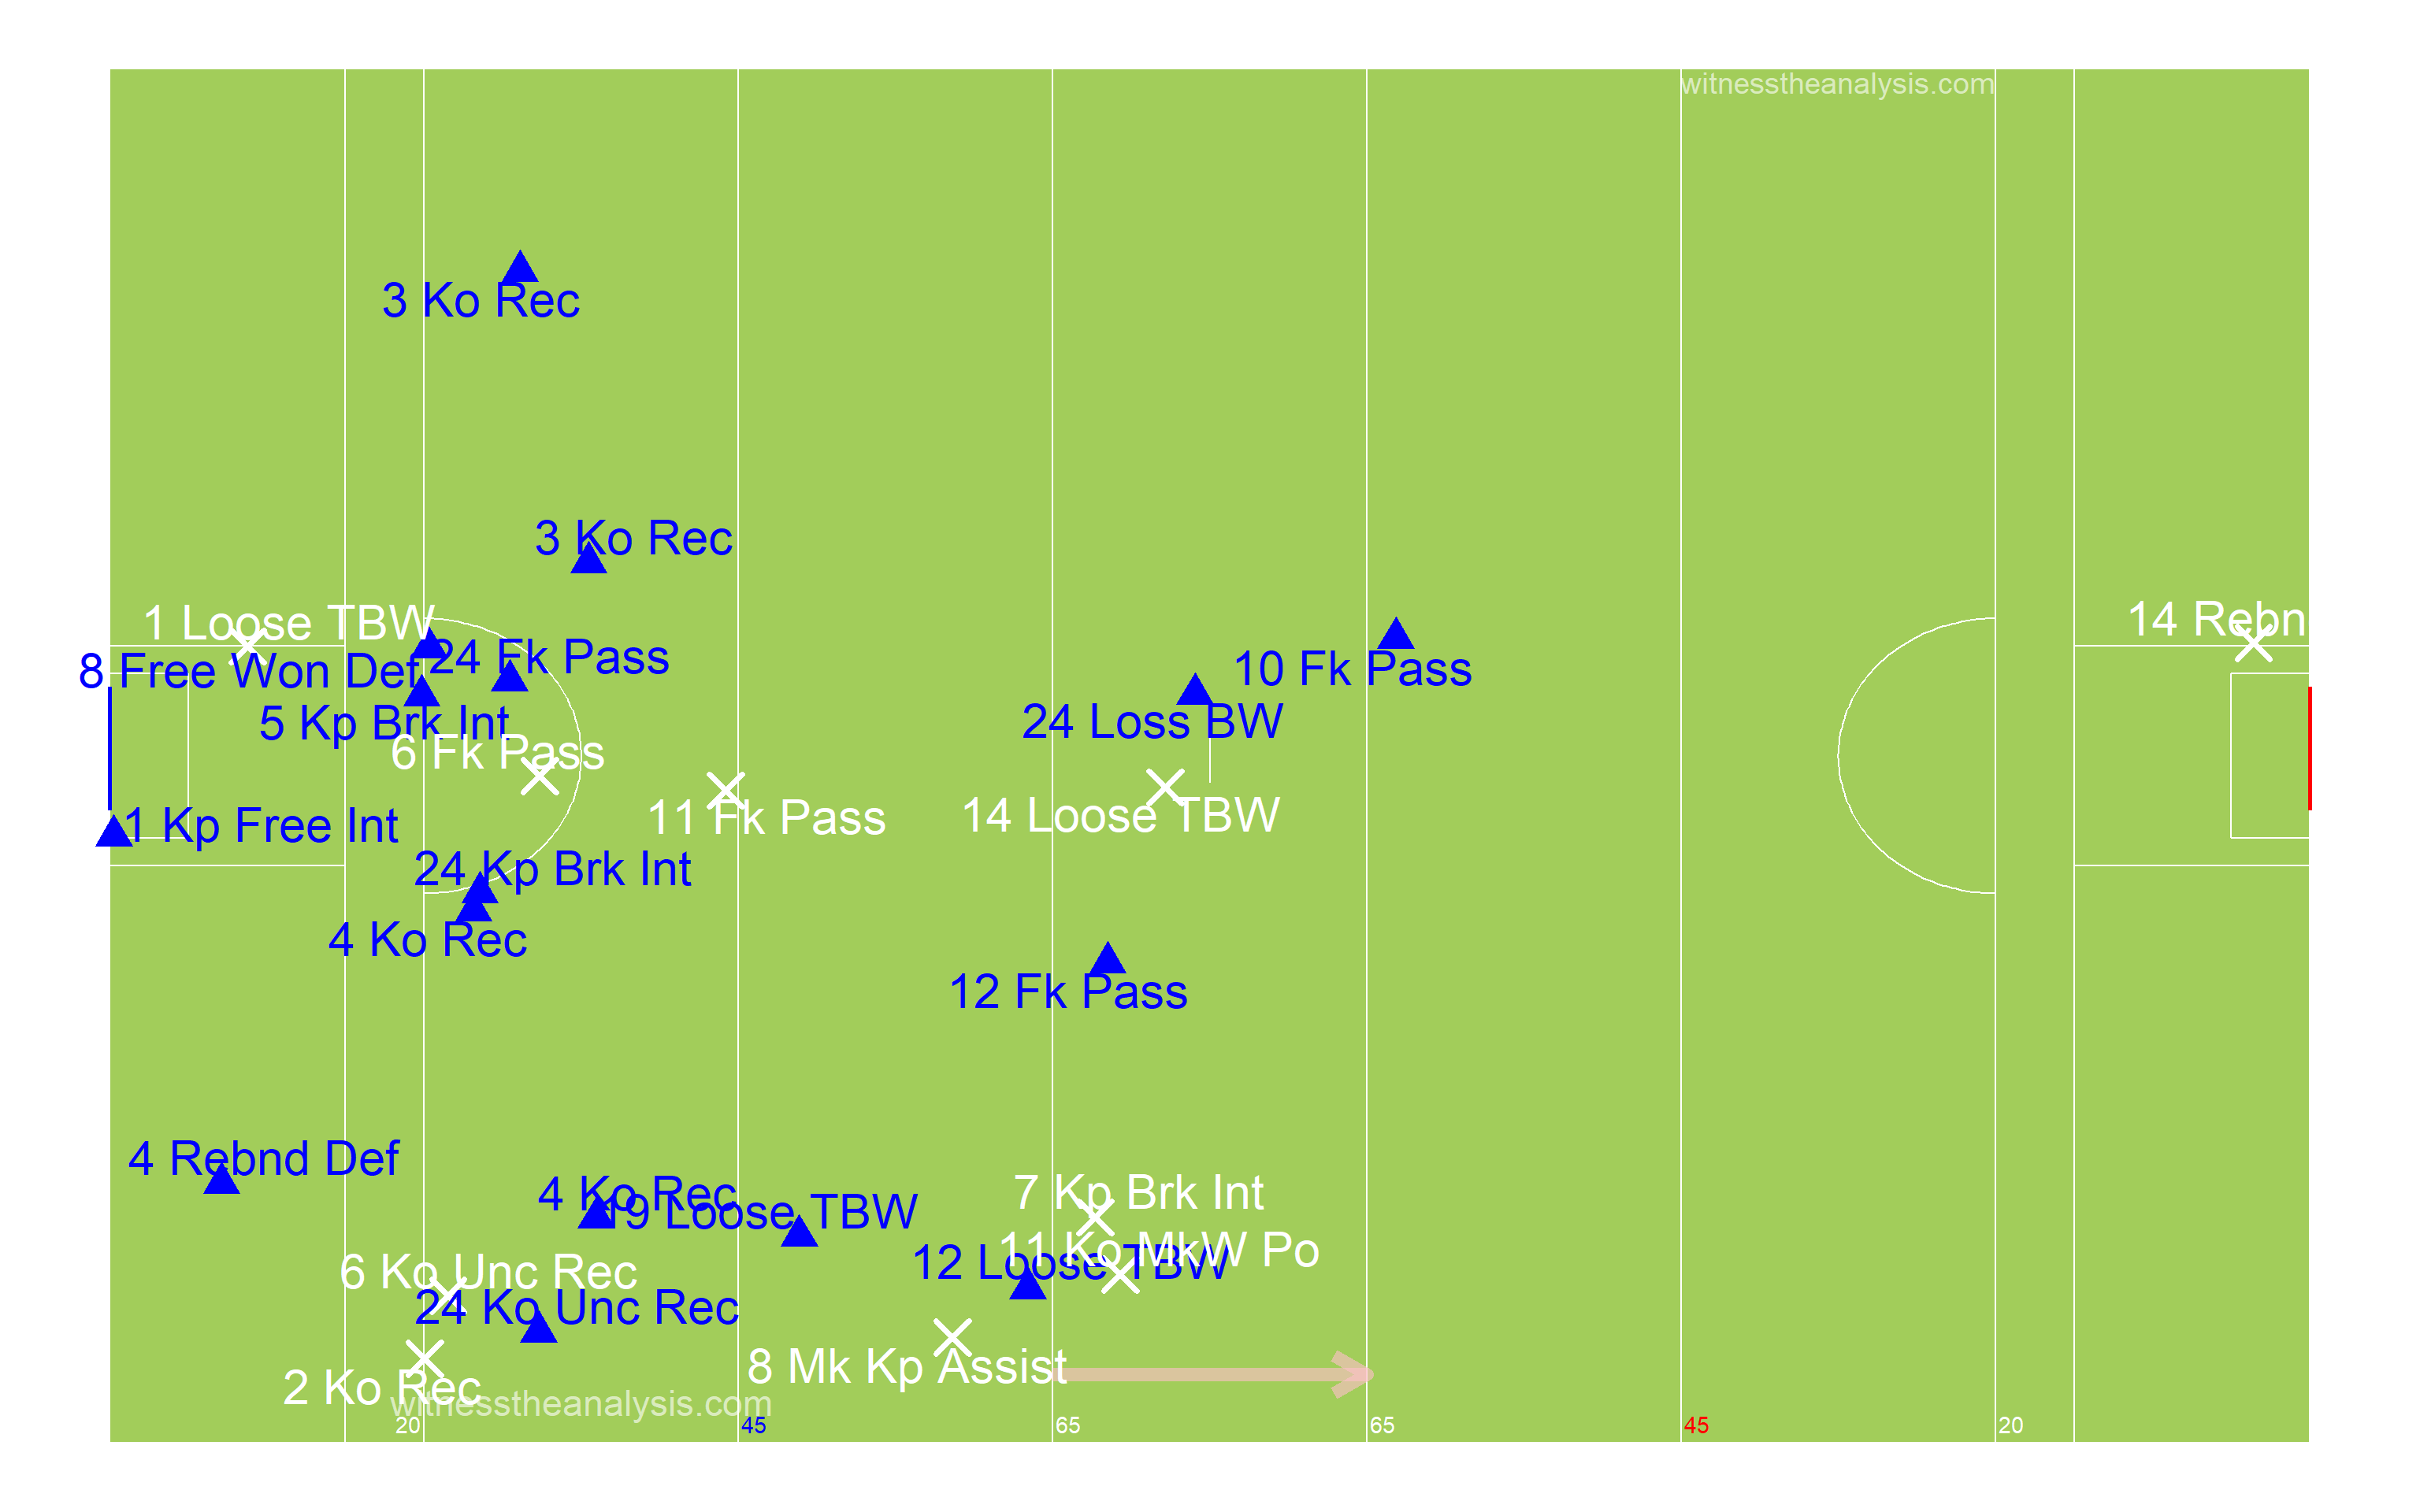 witnesstheanalysis.com
3 Ko Rec
3 Ko Rec
1 Loose TBW
14 Rebn
8 Free Won Def
24 Fk Pass
10 Fk Pass
5 Kp Brk Int
24 Loss BW
6 Fk Pass
11 Fk Pass
14 Loose TBW
1 Kp Free Int
24 Kp Brk Int
4 Ko Rec
12 Fk Pass
4 Rebnd Def
4 Ko Rec
19 Loose TBW
7 Kp Brk Int
11 Ko MkW Po
12 Loose TBW
6 Ko Unc Rec
24 Ko Unc Rec
8 Mk Kp Assist
2 Ko Rec
witnesstheanalysis.com
20
45
65
65
45
20